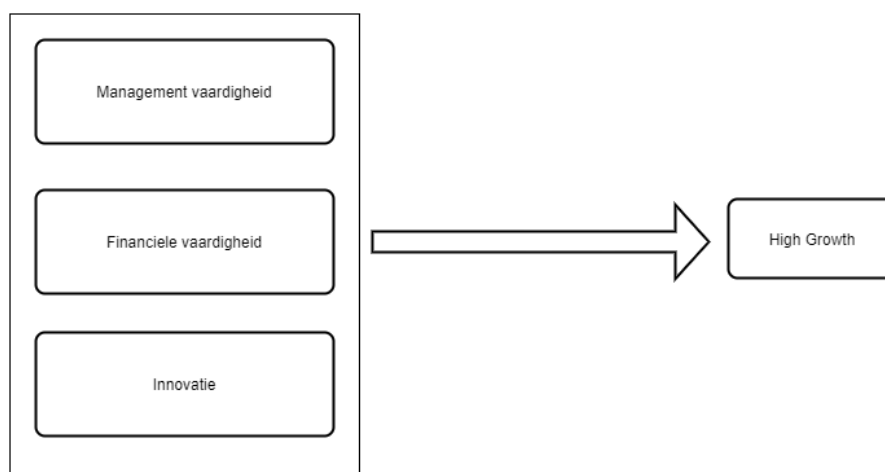 Management vaardigheid
Financiele vaardigheid
High Growth
Innovatie